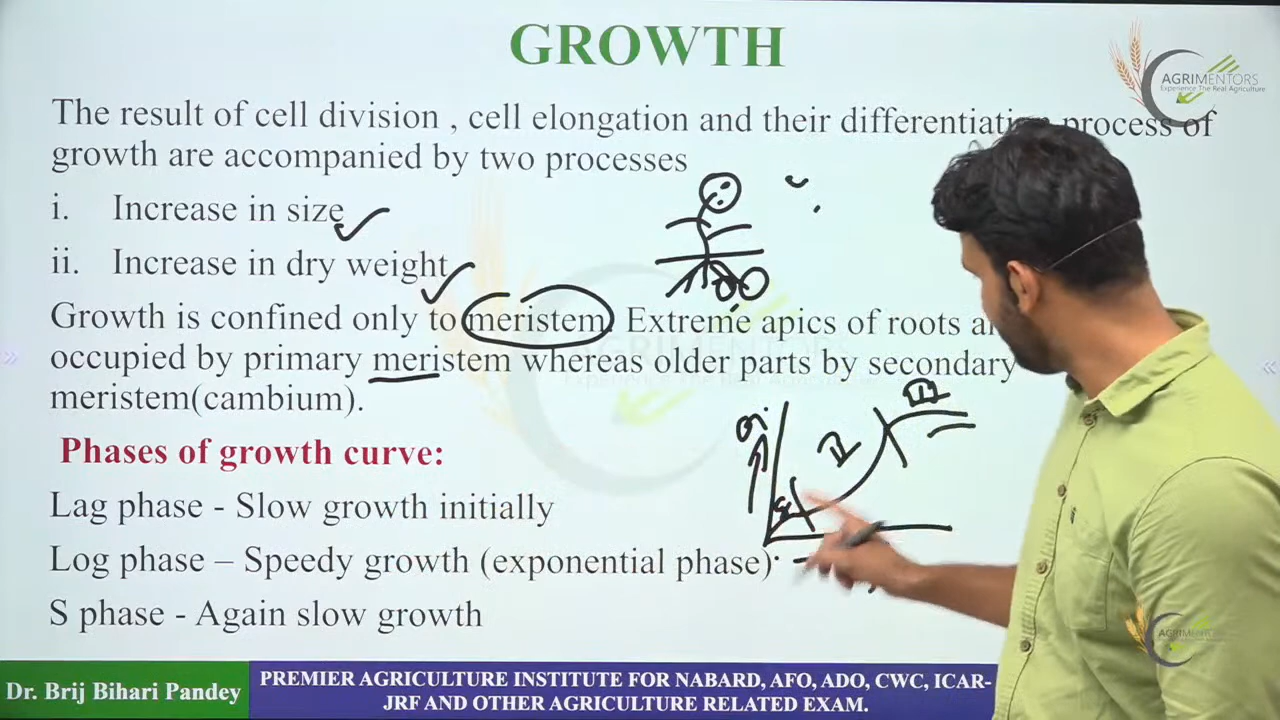 GROWTH
AGRIMENTORS
Experience The Real Agriculture
The result of cell division , cell elongation and their differentiation process of
growth are accompanied by two processes
i. Increase in size
ii. Increase in dry weight
Growth is confined only to meristem. Extreme apics of roots
occupied by primary meristem whereas older parts by secondary
meristem(cambium).
III
II
Phases of growth curve:
Lag phase - Slow growth initially
Log phase – Speedy growth (exponential phase)
S phase - Again slow growth
AGRIMENTORS
Dr. Brij Bihari Pandey
PREMIER AGRICULTURE INSTITUTE FOR NABARD, AFO, ADO, CWC, ICAR-
JRF AND OTHER AGRICULTURE RELATED EXAM.